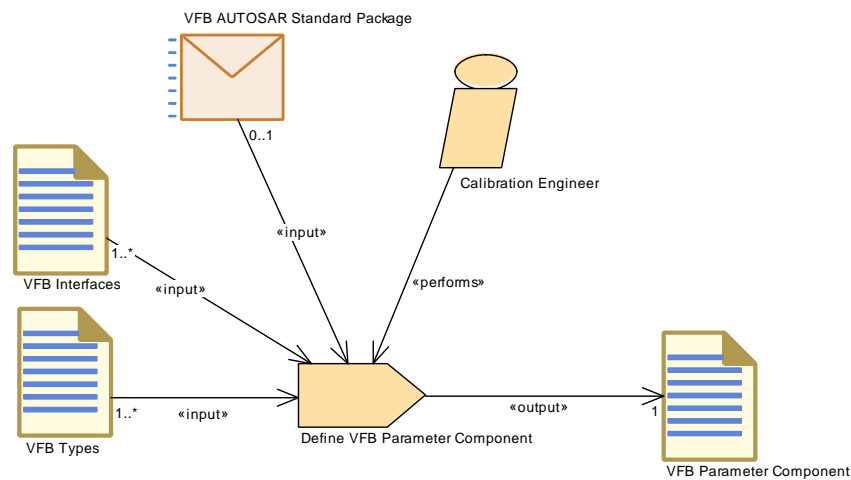 VFB AUTOSAR Standard Package
0..1
Calibration Engineer
«input»
1..*
VFB Interfaces
«input»
«performs»
1..*
«input»
VFB Types
Define VFB Parameter Component
«output»
1
VFB Parameter Component